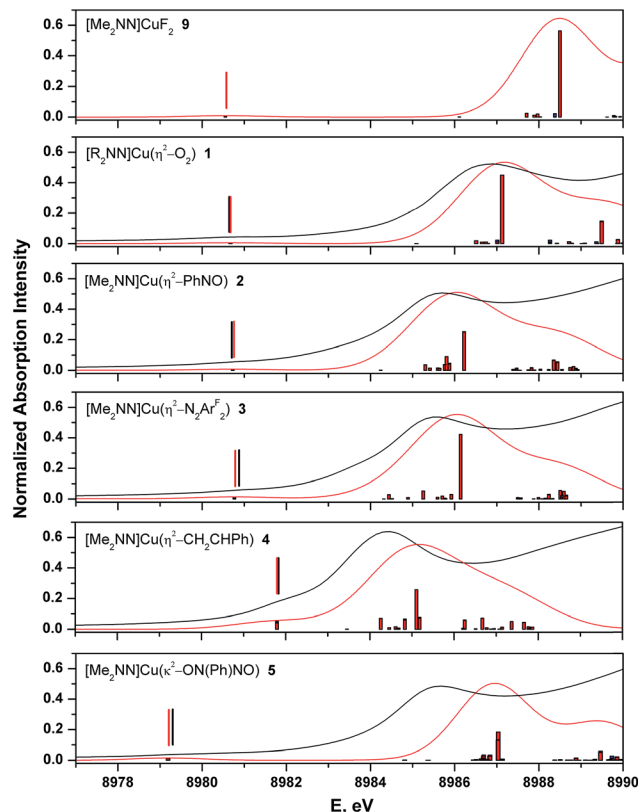 [Me₂NN]CuF₂ 9
0.6
0.4
0.2
0.0
[R₂NN]Cu(η²–O₂) 1
0.6
0.4
0.2
0.0
[Me₂NN]Cu(η²–PhNO) 2
0.6
0.4
0.2
0.0
[Me₂NN]Cu(η²–N₂Arᶠ₂) 3
0.6
0.4
0.2
0.0
[Me₂NN]Cu(η²–CH₂CHPh) 4
0.6
0.4
0.2
0.0
[Me₂NN]Cu(κ²–ON(Ph)NO) 5
0.6
0.4
0.2
0.0
8978 8980 8982 8984 8986 8988 8990
E, eV
Normalized Absorption Intensity